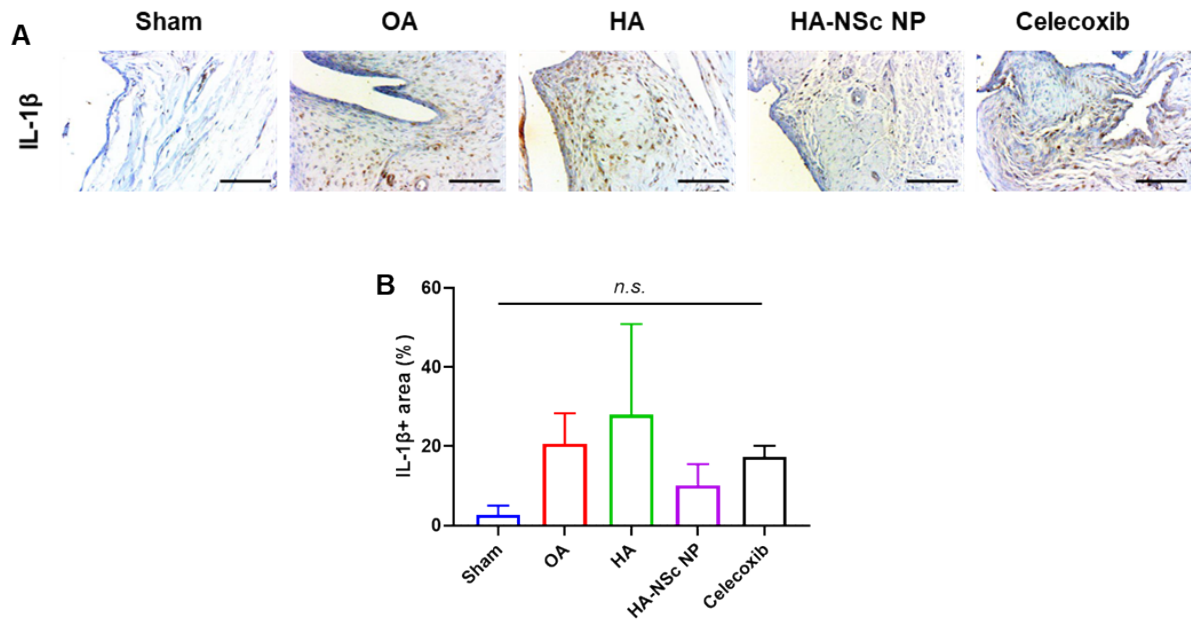 A
Sham OA HA HA-NSc NP Celecoxib
IL-1β
B
n.s.
IL-1β+ area (%)
60
40
20
0
Sham OA HA HA-NSc NP Celecoxib